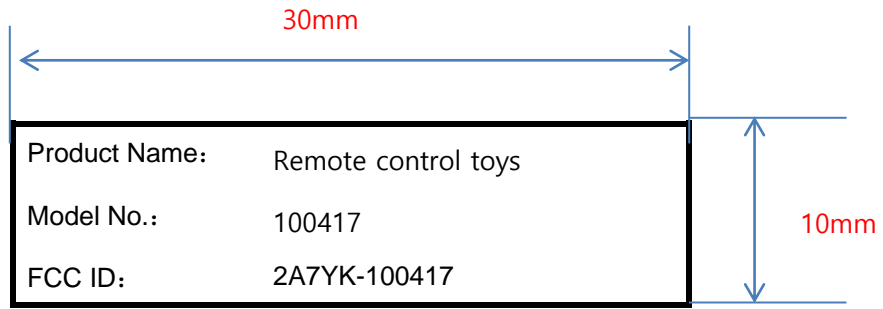 30mm
Product Name： Remote control toys
Model No.： 100417
10mm
FCC ID： 2A7YK-100417